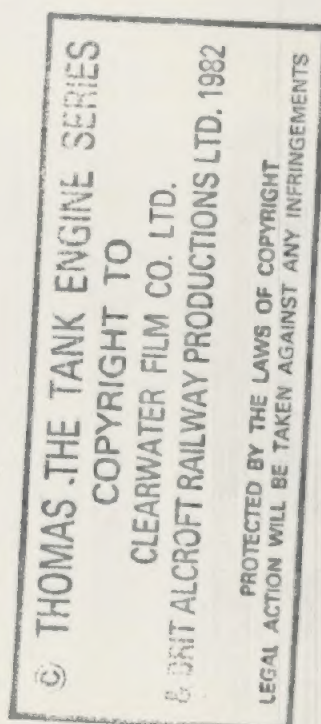 © THOMAS .THE TANK ENGINE SERIES
COPYRIGHT TO
CLEARWATER FILM CO. LTD.
& BRIT ALCROFT RAILWAY PRODUCTIONS LTD. 1982
PROTECTED BY THE LAWS OF COPYRIGHT
LEGAL ACTION WILL BE TAKEN AGAINST ANY INFRINGEMENTS